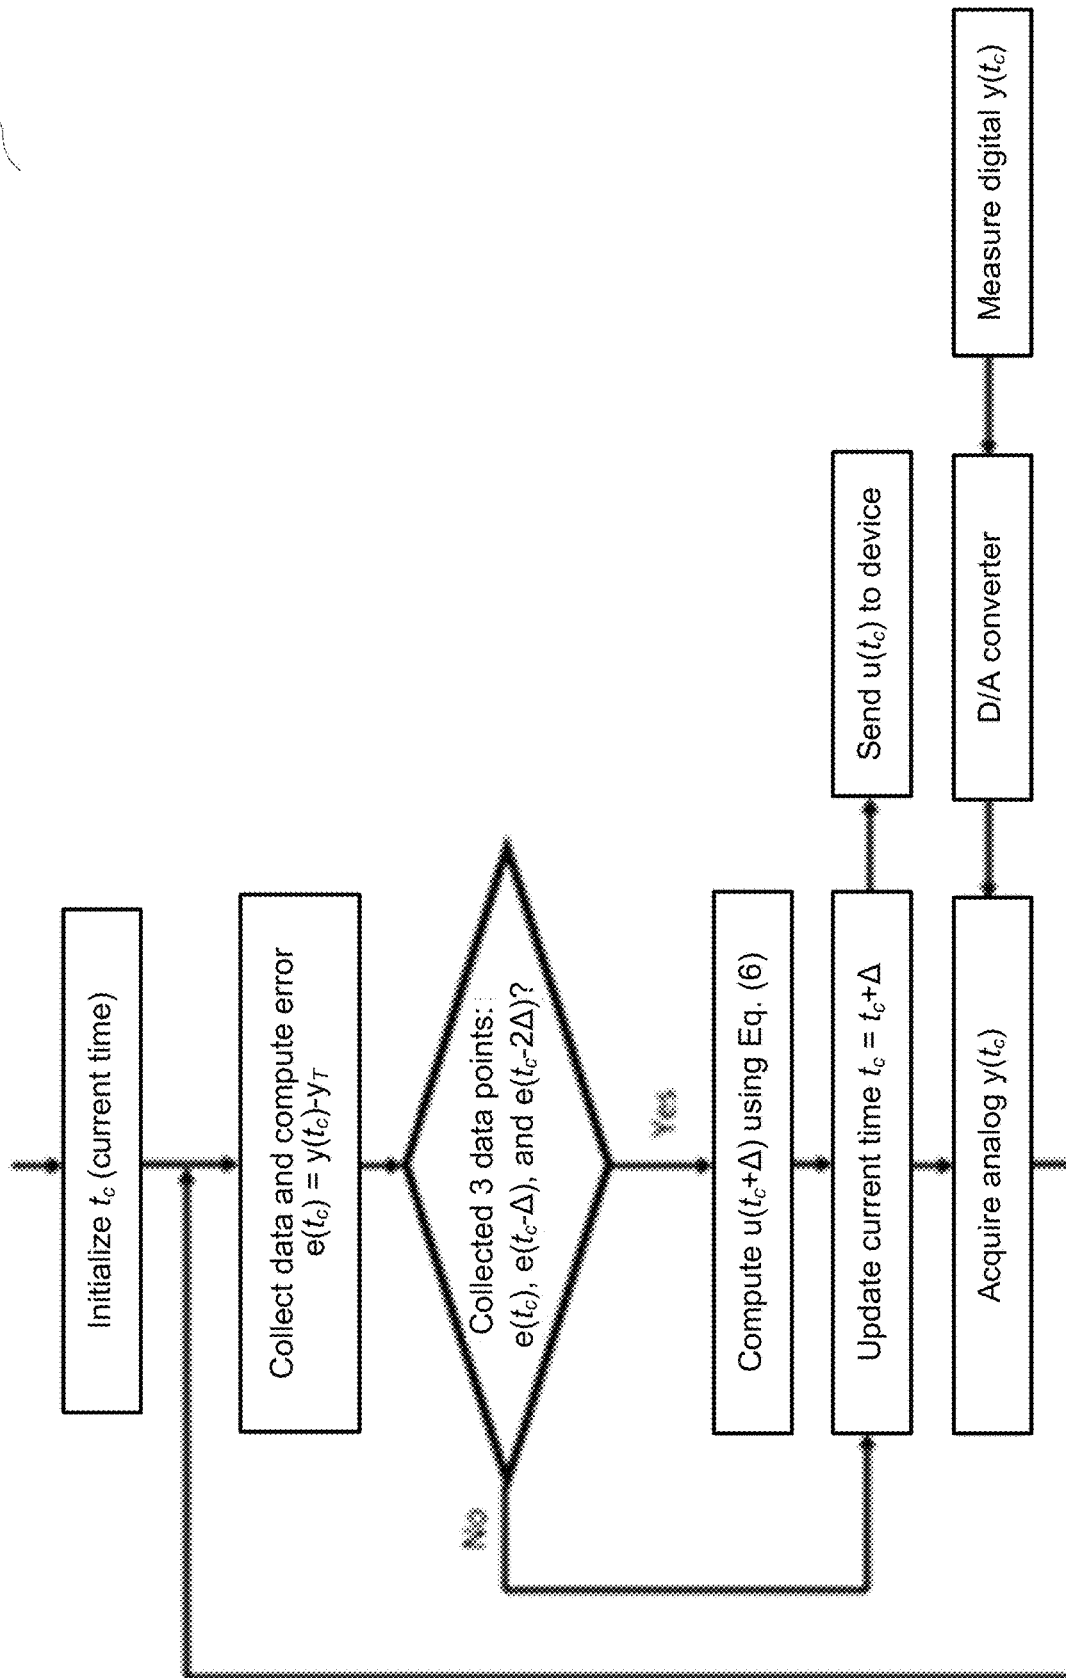 Initialize t_c (current time)
Collect data and compute error
e(t_c) = y(t_c)-y_T
Collected 3 data points:
e(t_c), e(t_c-Δ), and e(t_c-2Δ)?
No
Yes
Compute u(t_c+Δ) using Eq. (6)
Update current time t_c = t_c+Δ
Send u(t_c) to device
Acquire analog y(t_c)
D/A converter
Measure digital y(t_c)